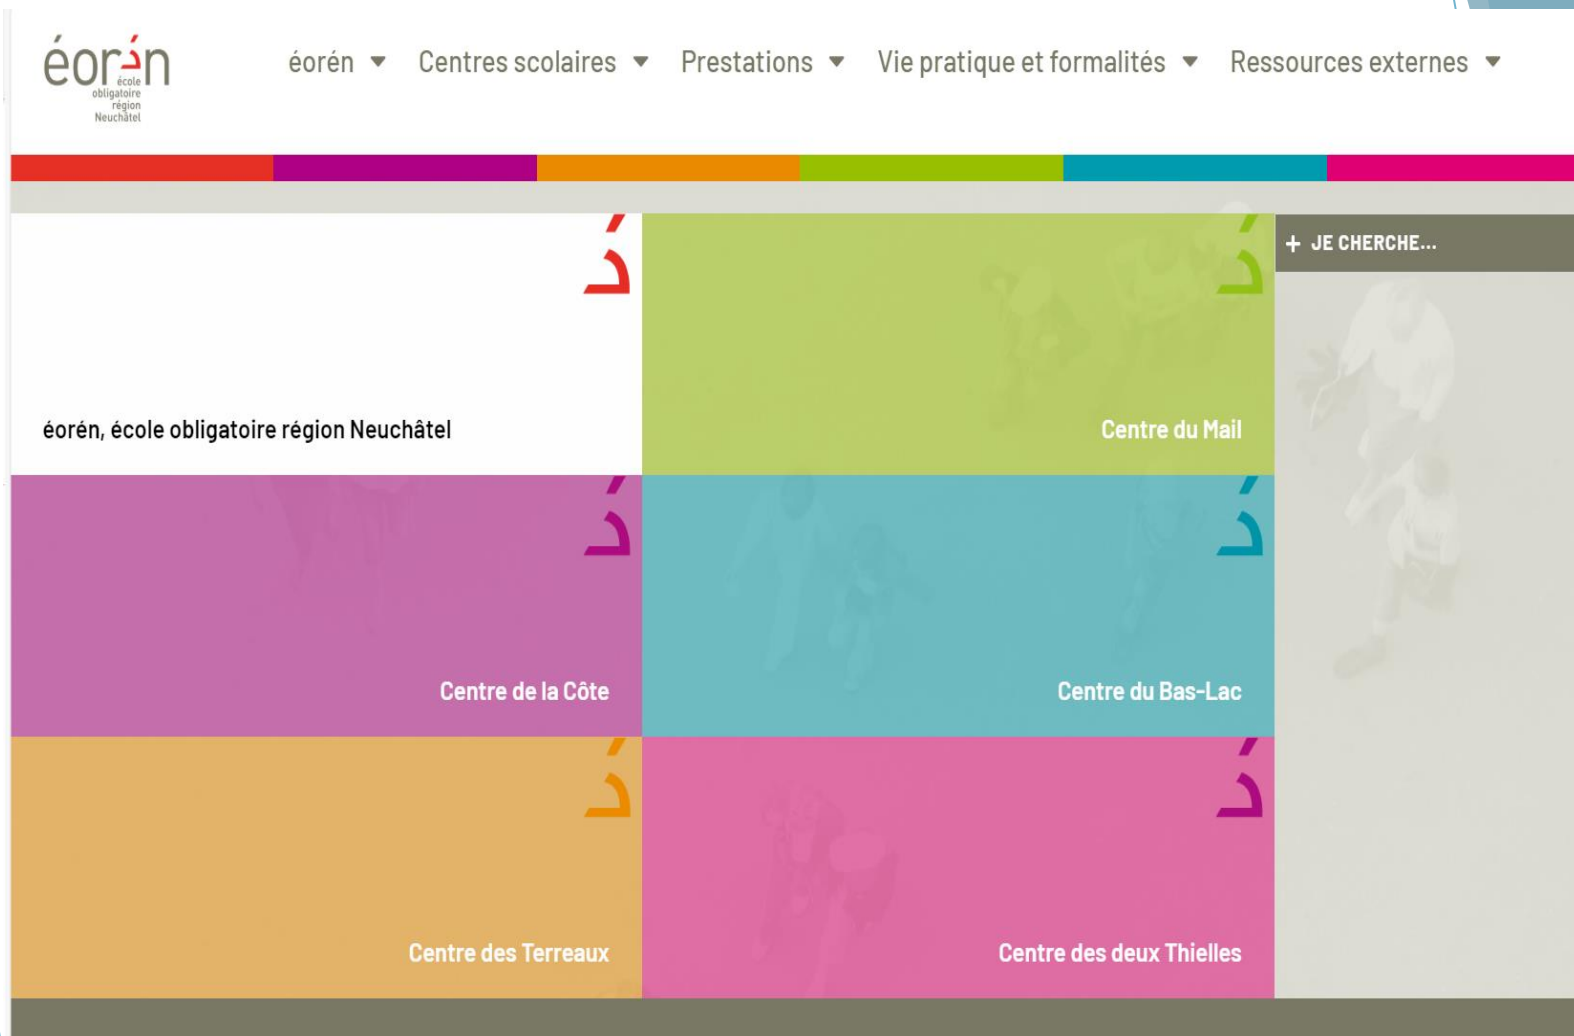 éorén
école
obligatoire
région
Neuchâtel
éorén Centres scolaires Prestations Vie pratique et formalités Ressources externes
+ JE CHERCHE...
éorén, école obligatoire région Neuchâtel
Centre du Mail
Centre de la Côte
Centre du Bas-Lac
Centre des Terreaux
Centre des deux Thielles